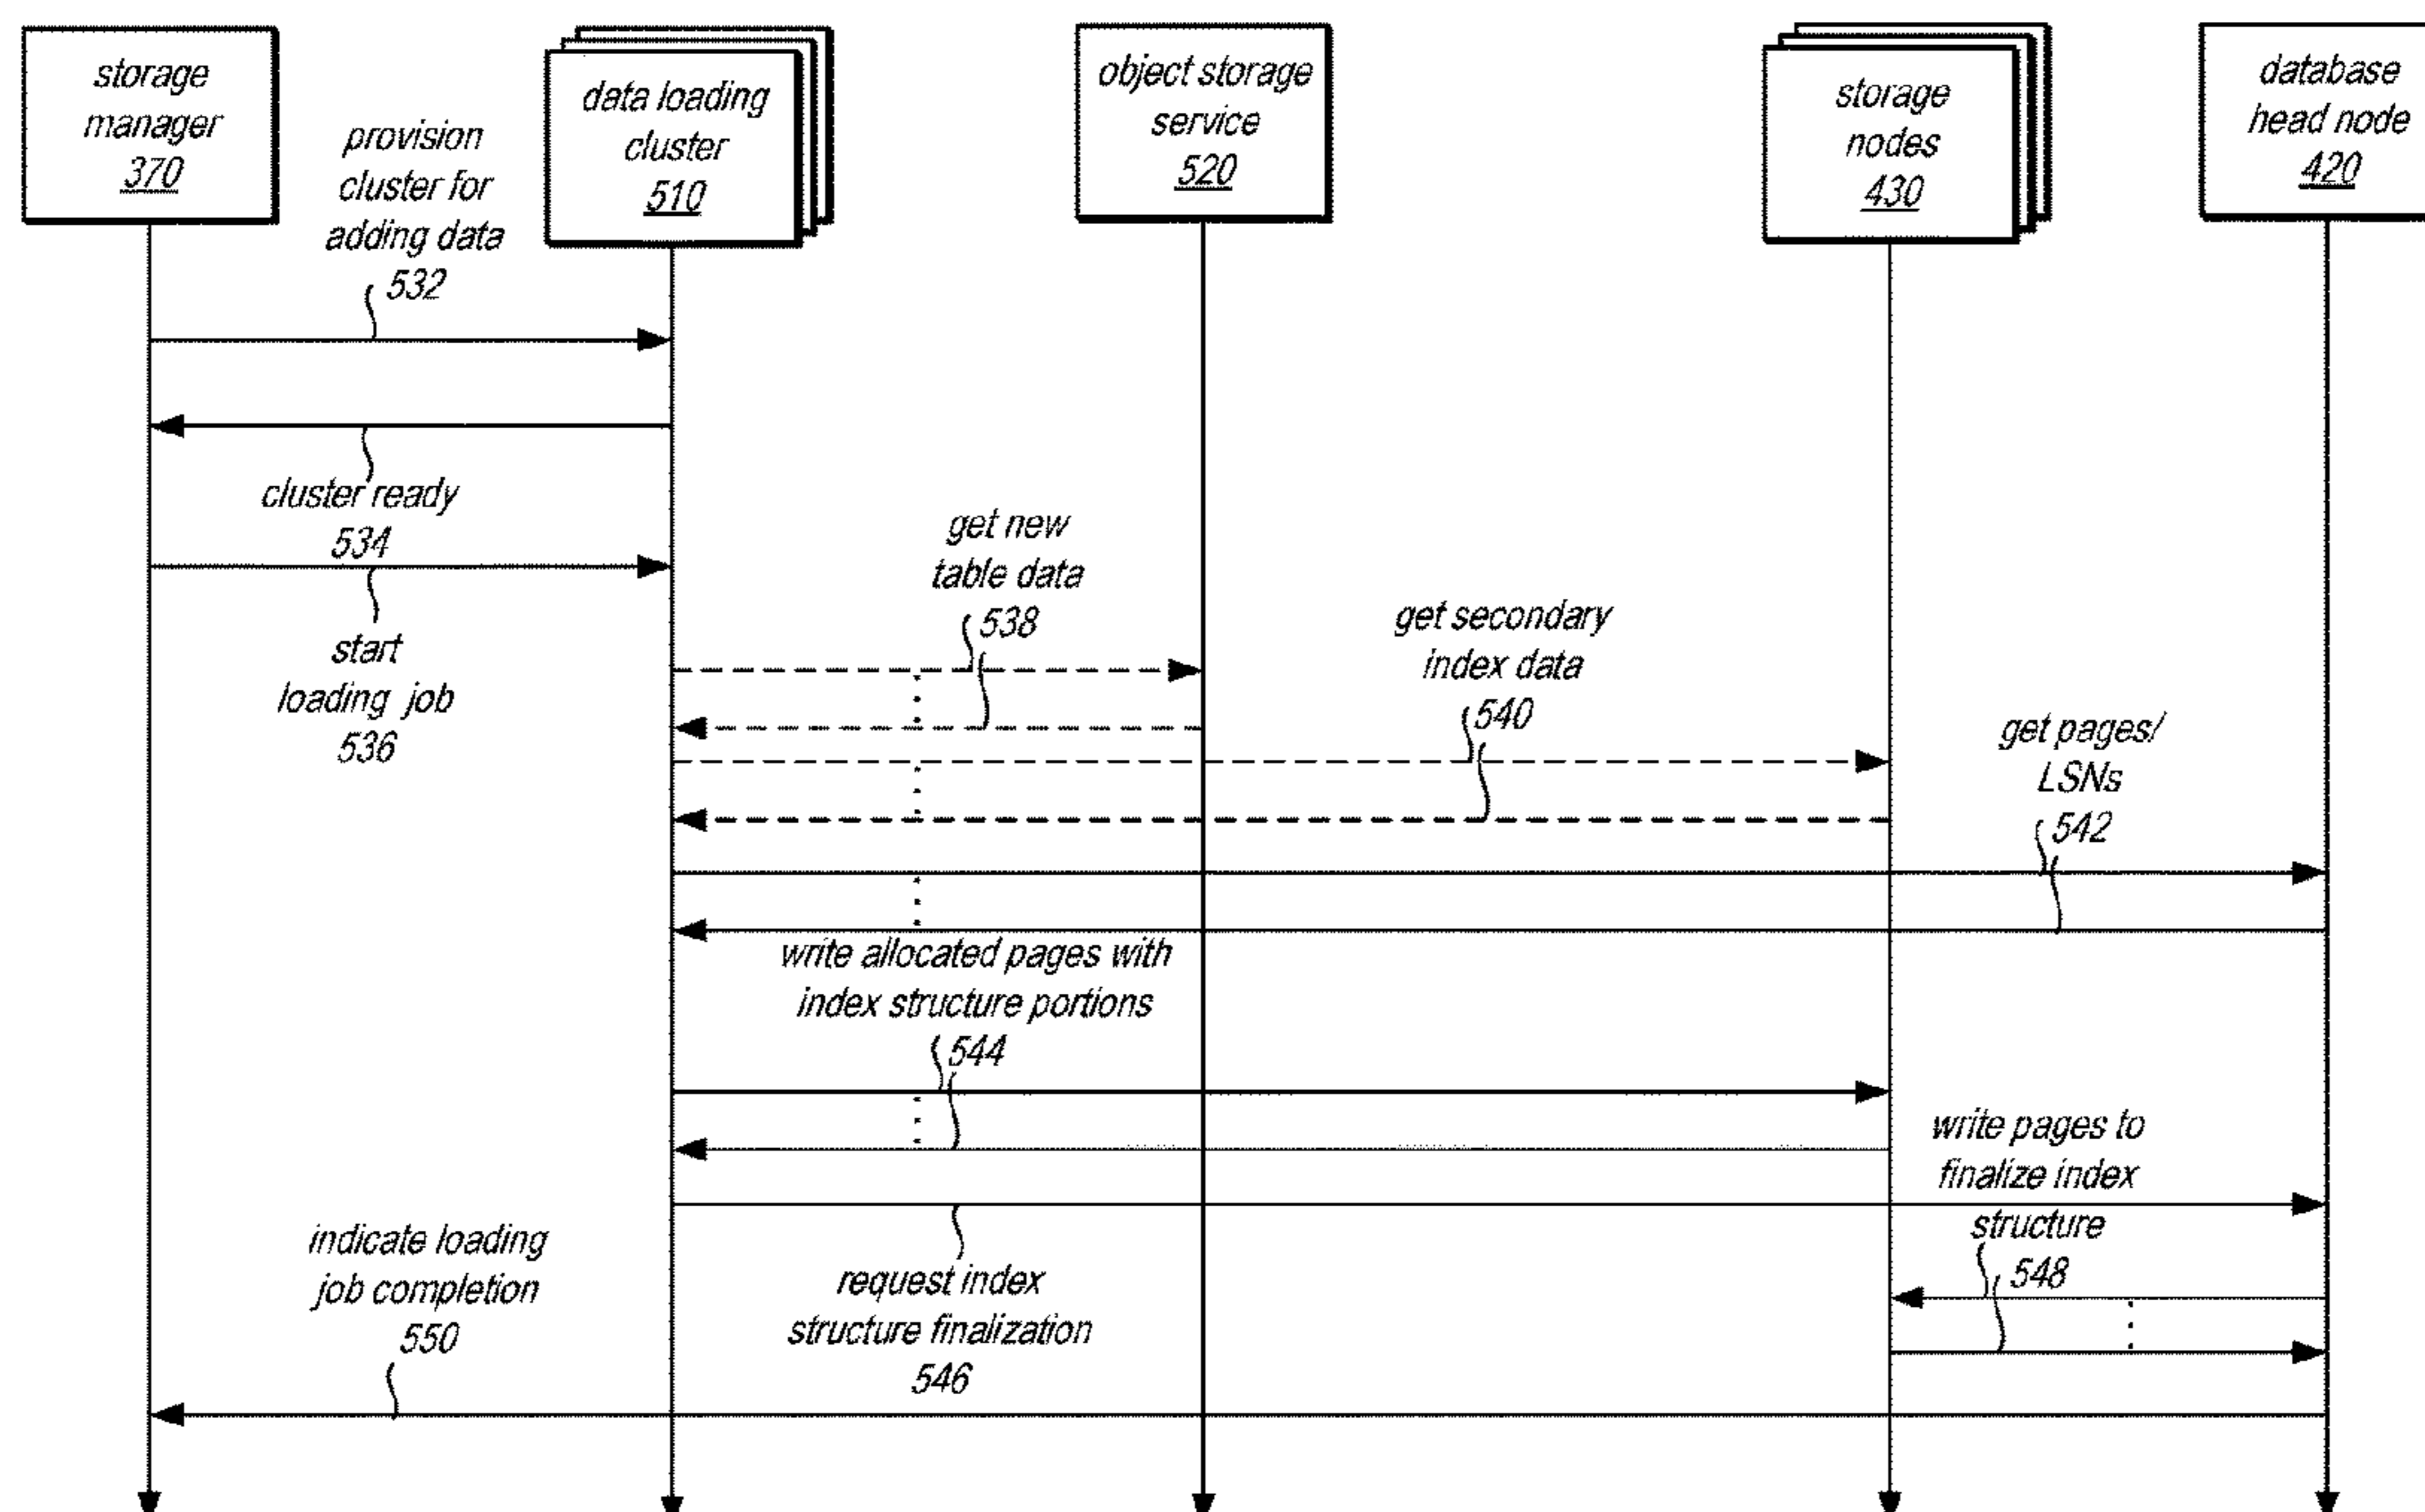 storage
manager
370
data loading
cluster
510
object storage
service
520
storage
nodes
430
database
head node
420
provision
cluster for
adding data
532
cluster ready
534
start
loading job
536
get new
table data
538
get secondary
index data
540
get pages/
LSNs
542
write allocated pages with
index structure portions
544
request index
structure finalization
546
write pages to
finalize index
structure
548
indicate loading
job completion
550